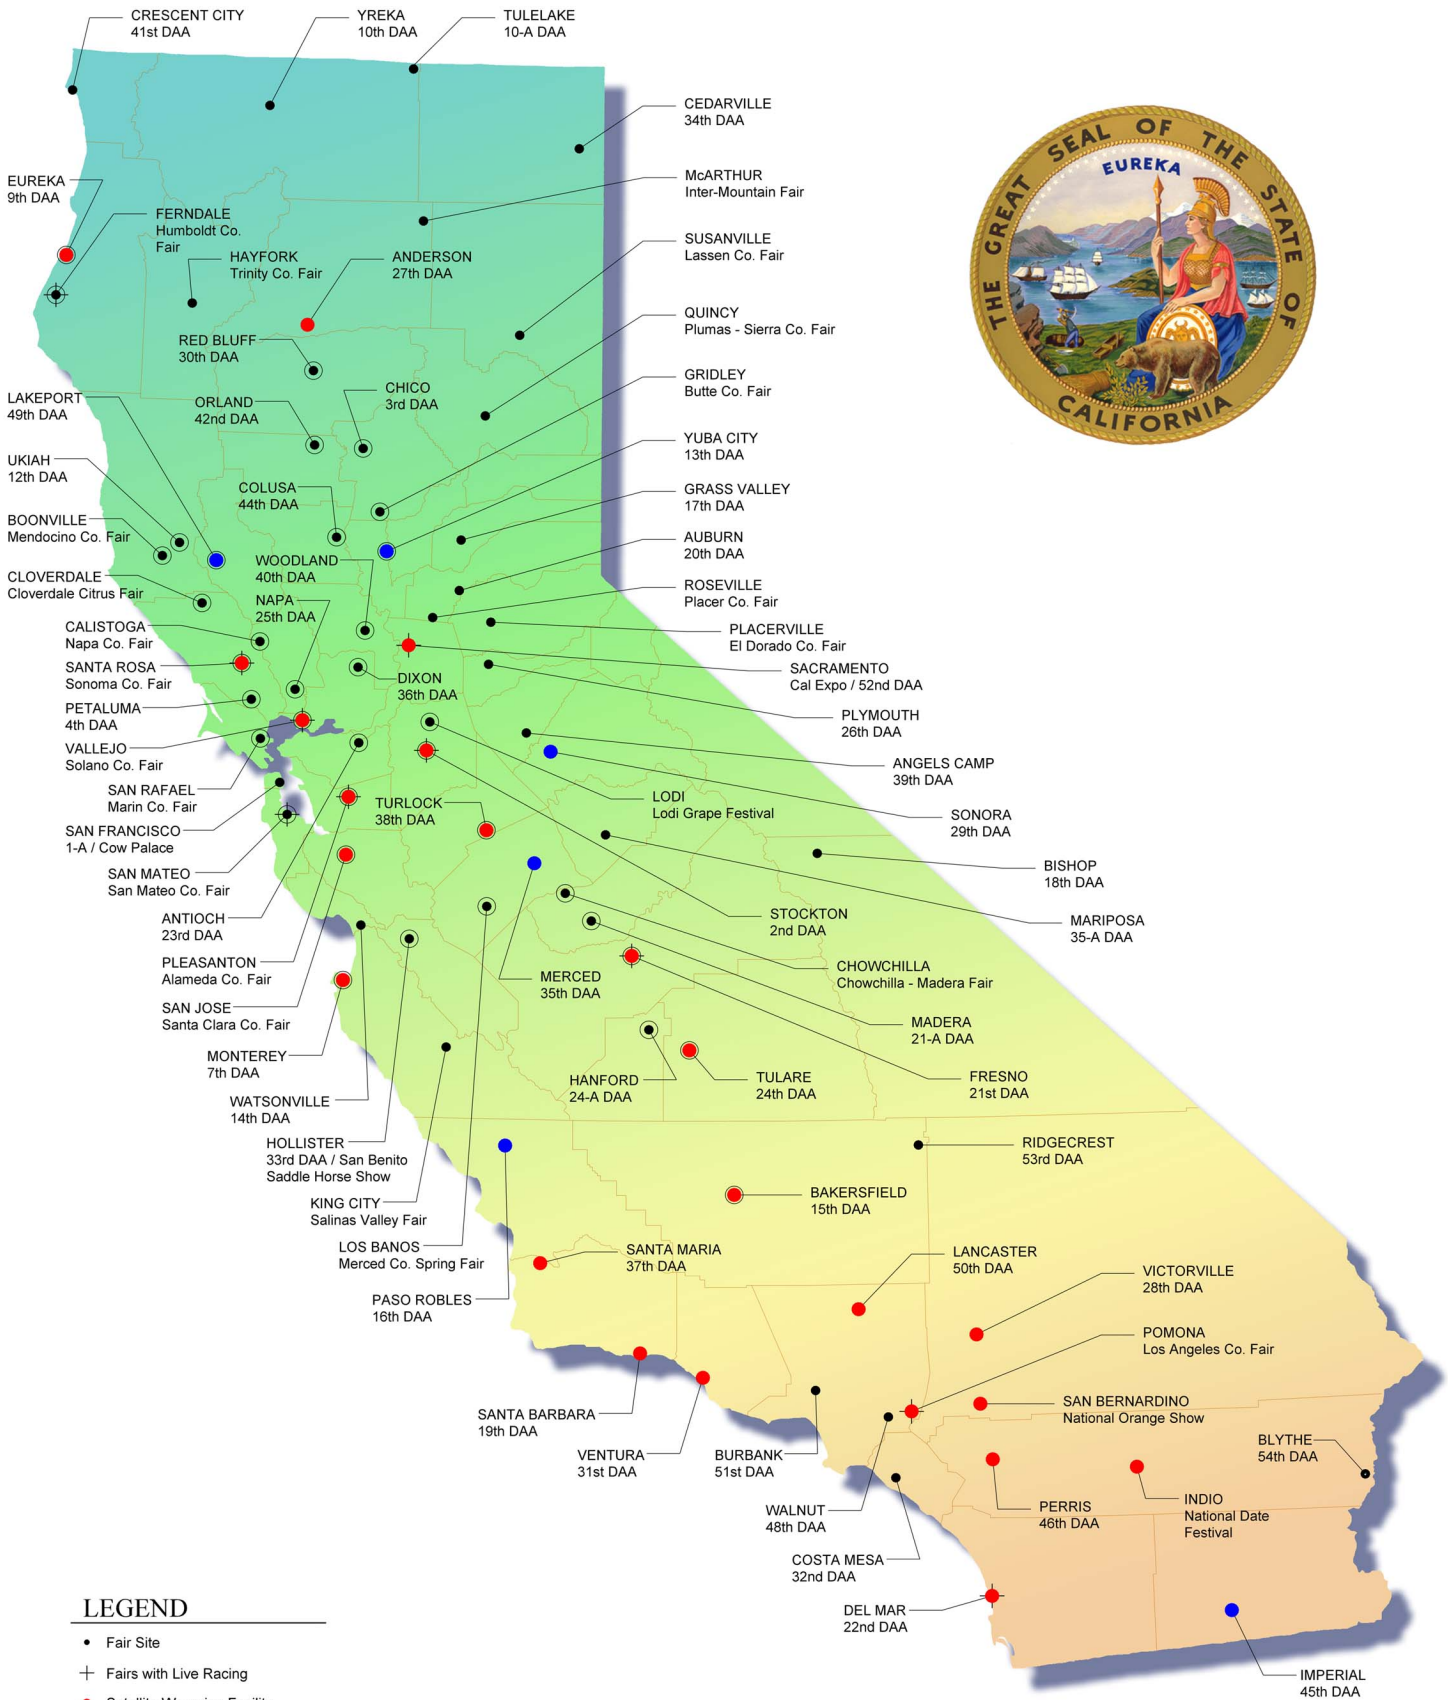 CRESCENT CITY
41st DAA
YREKA
10th DAA
TULELAKE
10-A DAA
CEDARVILLE
34th DAA
McARTHUR
Inter-Mountain Fair
SUSANVILLE
Lassen Co. Fair
QUINCY
Plumas - Sierra Co. Fair
GRIDLEY
Butte Co. Fair
YUBA CITY
13th DAA
GRASS VALLEY
17th DAA
AUBURN
20th DAA
ROSEVILLE
Placer Co. Fair
PLACERVILLE
El Dorado Co. Fair
SACRAMENTO
Cal Expo / 52nd DAA
PLYMOUTH
26th DAA
ANGELS CAMP
39th DAA
SONORA
29th DAA
BISHOP
18th DAA
MARIPOSA
35-A DAA
THE GREAT SEAL OF THE STATE OF CALIFORNIA
EUREKA
EUREKA
9th DAA
FERNDALE
Humboldt Co.
Fair
HAYFORK
Trinity Co. Fair
ANDERSON
27th DAA
RED BLUFF
30th DAA
LAKEPORT
49th DAA
ORLAND
42nd DAA
CHICO
3rd DAA
UKIAH
12th DAA
COLUSA
44th DAA
BOONVILLE
Mendocino Co. Fair
WOODLAND
40th DAA
CLOVERDALE
Cloverdale Citrus Fair
NAPA
25th DAA
CALISTOGA
Napa Co. Fair
SANTA ROSA
Sonoma Co. Fair
DIXON
36th DAA
PETALUMA
4th DAA
VALLEJO
Solano Co. Fair
SAN RAFAEL
Marin Co. Fair
TURLOCK
38th DAA
LODI
Lodi Grape Festival
SAN FRANCISCO
1-A / Cow Palace
SAN MATEO
San Mateo Co. Fair
ANTIOCH
23rd DAA
STOCKTON
2nd DAA
PLEASANTON
Alameda Co. Fair
MERCED
35th DAA
CHOWCHILLA
Chowchilla - Madera Fair
SAN JOSE
Santa Clara Co. Fair
MADERA
21-A DAA
MONTEREY
7th DAA
HANFORD
24-A DAA
TULARE
24th DAA
FRESNO
21st DAA
WATSONVILLE
14th DAA
HOLLISTER
33rd DAA / San Benito
Saddle Horse Show
RIDGECREST
53rd DAA
KING CITY
Salinas Valley Fair
BAKERSFIELD
15th DAA
LOS BANOS
Merced Co. Spring Fair
SANTA MARIA
37th DAA
LANCASTER
50th DAA
VICTORVILLE
28th DAA
PASO ROBLES
16th DAA
POMONA
Los Angeles Co. Fair
SANTA BARBARA
19th DAA
SAN BERNARDINO
National Orange Show
VENTURA
31st DAA
BURBANK
51st DAA
BLYTHE
54th DAA
WALNUT
48th DAA
PERRIS
46th DAA
INDIO
National Date
Festival
COSTA MESA
32nd DAA
DEL MAR
22nd DAA
IMPERIAL
45th DAA
LEGEND
Fair Site
Fairs with Live Racing